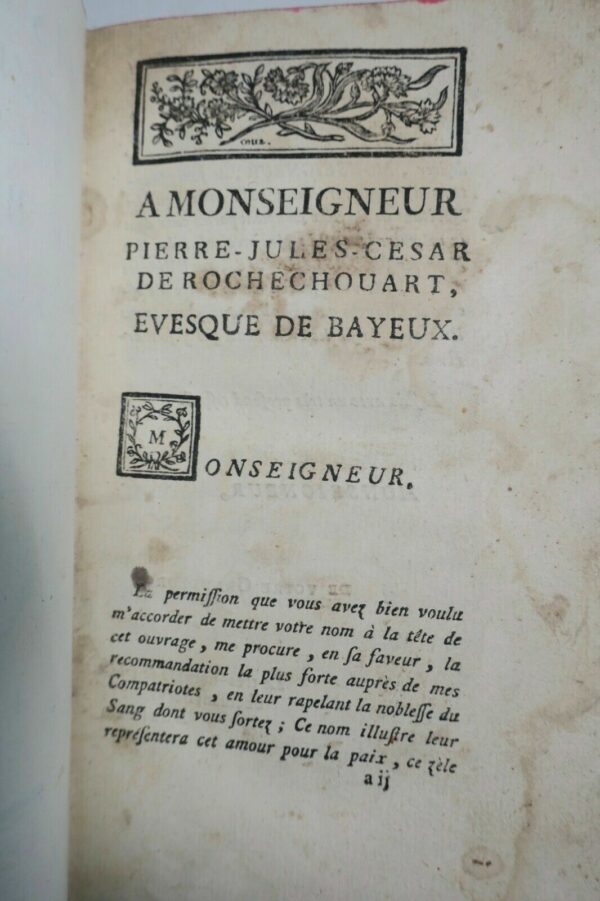 A MONSEIGNEUR
PIERRE-JULES-CESAR
DE ROCHECHOUART,
EVESQUE DE BAYEUX.
MONSEIGNEUR,
La permiſſion que vous avez bien voulu
m'accorder de mettre votre nom à la tête de
cet ouvrage, me procure, en ſa faveur, la
recommandation la plus forte auprès de mes
Compatriotes, en leur rapelant la nobleſſe du
Sang dont vous ſortez; Ce nom illuſtre leur
repréſentera cet amour pour la paix, ce zèle
a ij